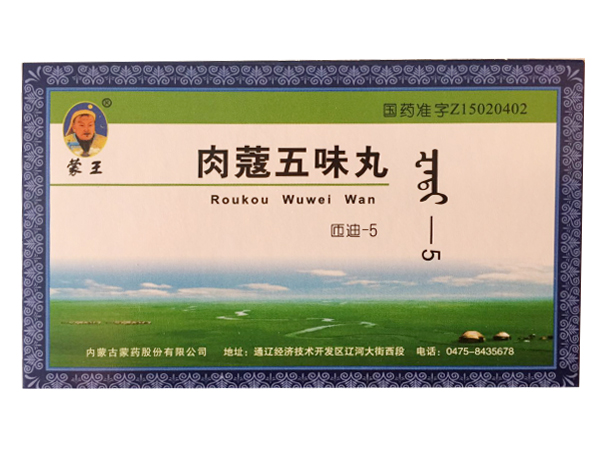 ®
国药准字Z15020402
蒙王
肉蔻五味丸
Roukou Wuwei Wan
匝迪-5
—5
内蒙古蒙药股份有限公司 地址：通辽经济技术开发区辽河大街西段 电话：0475-8435678